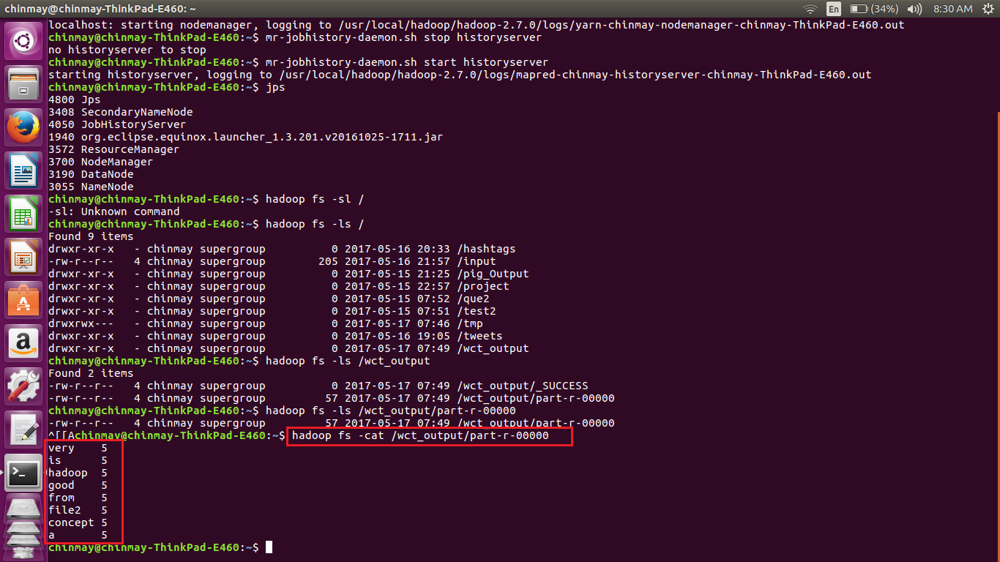 chinmay@chinmay-ThinkPad-E460: ~ En (34%) 8:30 AM
localhost: starting nodemanager, logging to /usr/local/hadoop/hadoop-2.7.0/logs/yarn-chinmay-nodemanager-chinmay-ThinkPad-E460.out
chinmay@chinmay-ThinkPad-E460:~$ mr-jobhistory-daemon.sh stop historyserver
no historyserver to stop
chinmay@chinmay-ThinkPad-E460:~$ mr-jobhistory-daemon.sh start historyserver
starting historyserver, logging to /usr/local/hadoop/hadoop-2.7.0/logs/mapred-chinmay-historyserver-chinmay-ThinkPad-E460.out
chinmay@chinmay-ThinkPad-E460:~$ jps
4800 Jps
3408 SecondaryNameNode
4050 JobHistoryServer
1940 org.eclipse.equinox.launcher_1.3.201.v20161025-1711.jar
3572 ResourceManager
3700 NodeManager
3190 DataNode
3055 NameNode
chinmay@chinmay-ThinkPad-E460:~$ hadoop fs -sl /
-sl: Unknown command
chinmay@chinmay-ThinkPad-E460:~$ hadoop fs -ls /
Found 9 items
drwxr-xr-x   - chinmay supergroup          0 2017-05-16 20:33 /hashtags
-rw-r--r--   4 chinmay supergroup        205 2017-05-16 21:57 /input
drwxr-xr-x   - chinmay supergroup          0 2017-05-15 21:25 /pig_Output
drwxr-xr-x   - chinmay supergroup          0 2017-05-15 22:57 /project
drwxr-xr-x   - chinmay supergroup          0 2017-05-15 07:52 /que2
drwxr-xr-x   - chinmay supergroup          0 2017-05-15 07:51 /test2
drwxrwx---   - chinmay supergroup          0 2017-05-17 07:46 /tmp
drwxr-xr-x   - chinmay supergroup          0 2017-05-16 19:05 /tweets
drwxr-xr-x   - chinmay supergroup          0 2017-05-17 07:49 /wct_output
chinmay@chinmay-ThinkPad-E460:~$ hadoop fs -ls /wct_output
Found 2 items
-rw-r--r--   4 chinmay supergroup          0 2017-05-17 07:49 /wct_output/_SUCCESS
-rw-r--r--   4 chinmay supergroup         57 2017-05-17 07:49 /wct_output/part-r-00000
chinmay@chinmay-ThinkPad-E460:~$ hadoop fs -ls /wct_output/part-r-00000
-rw-r--r--   4 chinmay supergroup         57 2017-05-17 07:49 /wct_output/part-r-00000
^[[Achinmay@chinmay-ThinkPad-E460:~$ hadoop fs -cat /wct_output/part-r-00000
very    5
is      5
hadoop  5
good    5
from    5
file2   5
concept 5
a       5
chinmay@chinmay-ThinkPad-E460:~$